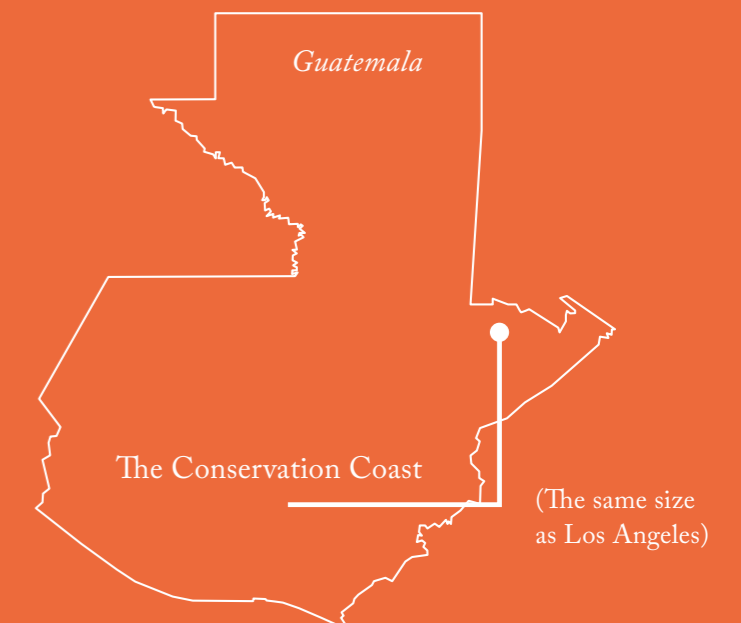 Guatemala
The Conservation Coast
(The same size
as Los Angeles)